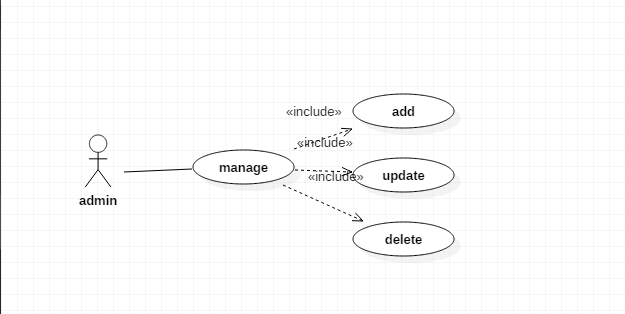 «include»
add
«include»
manage
«include»
update
admin
delete